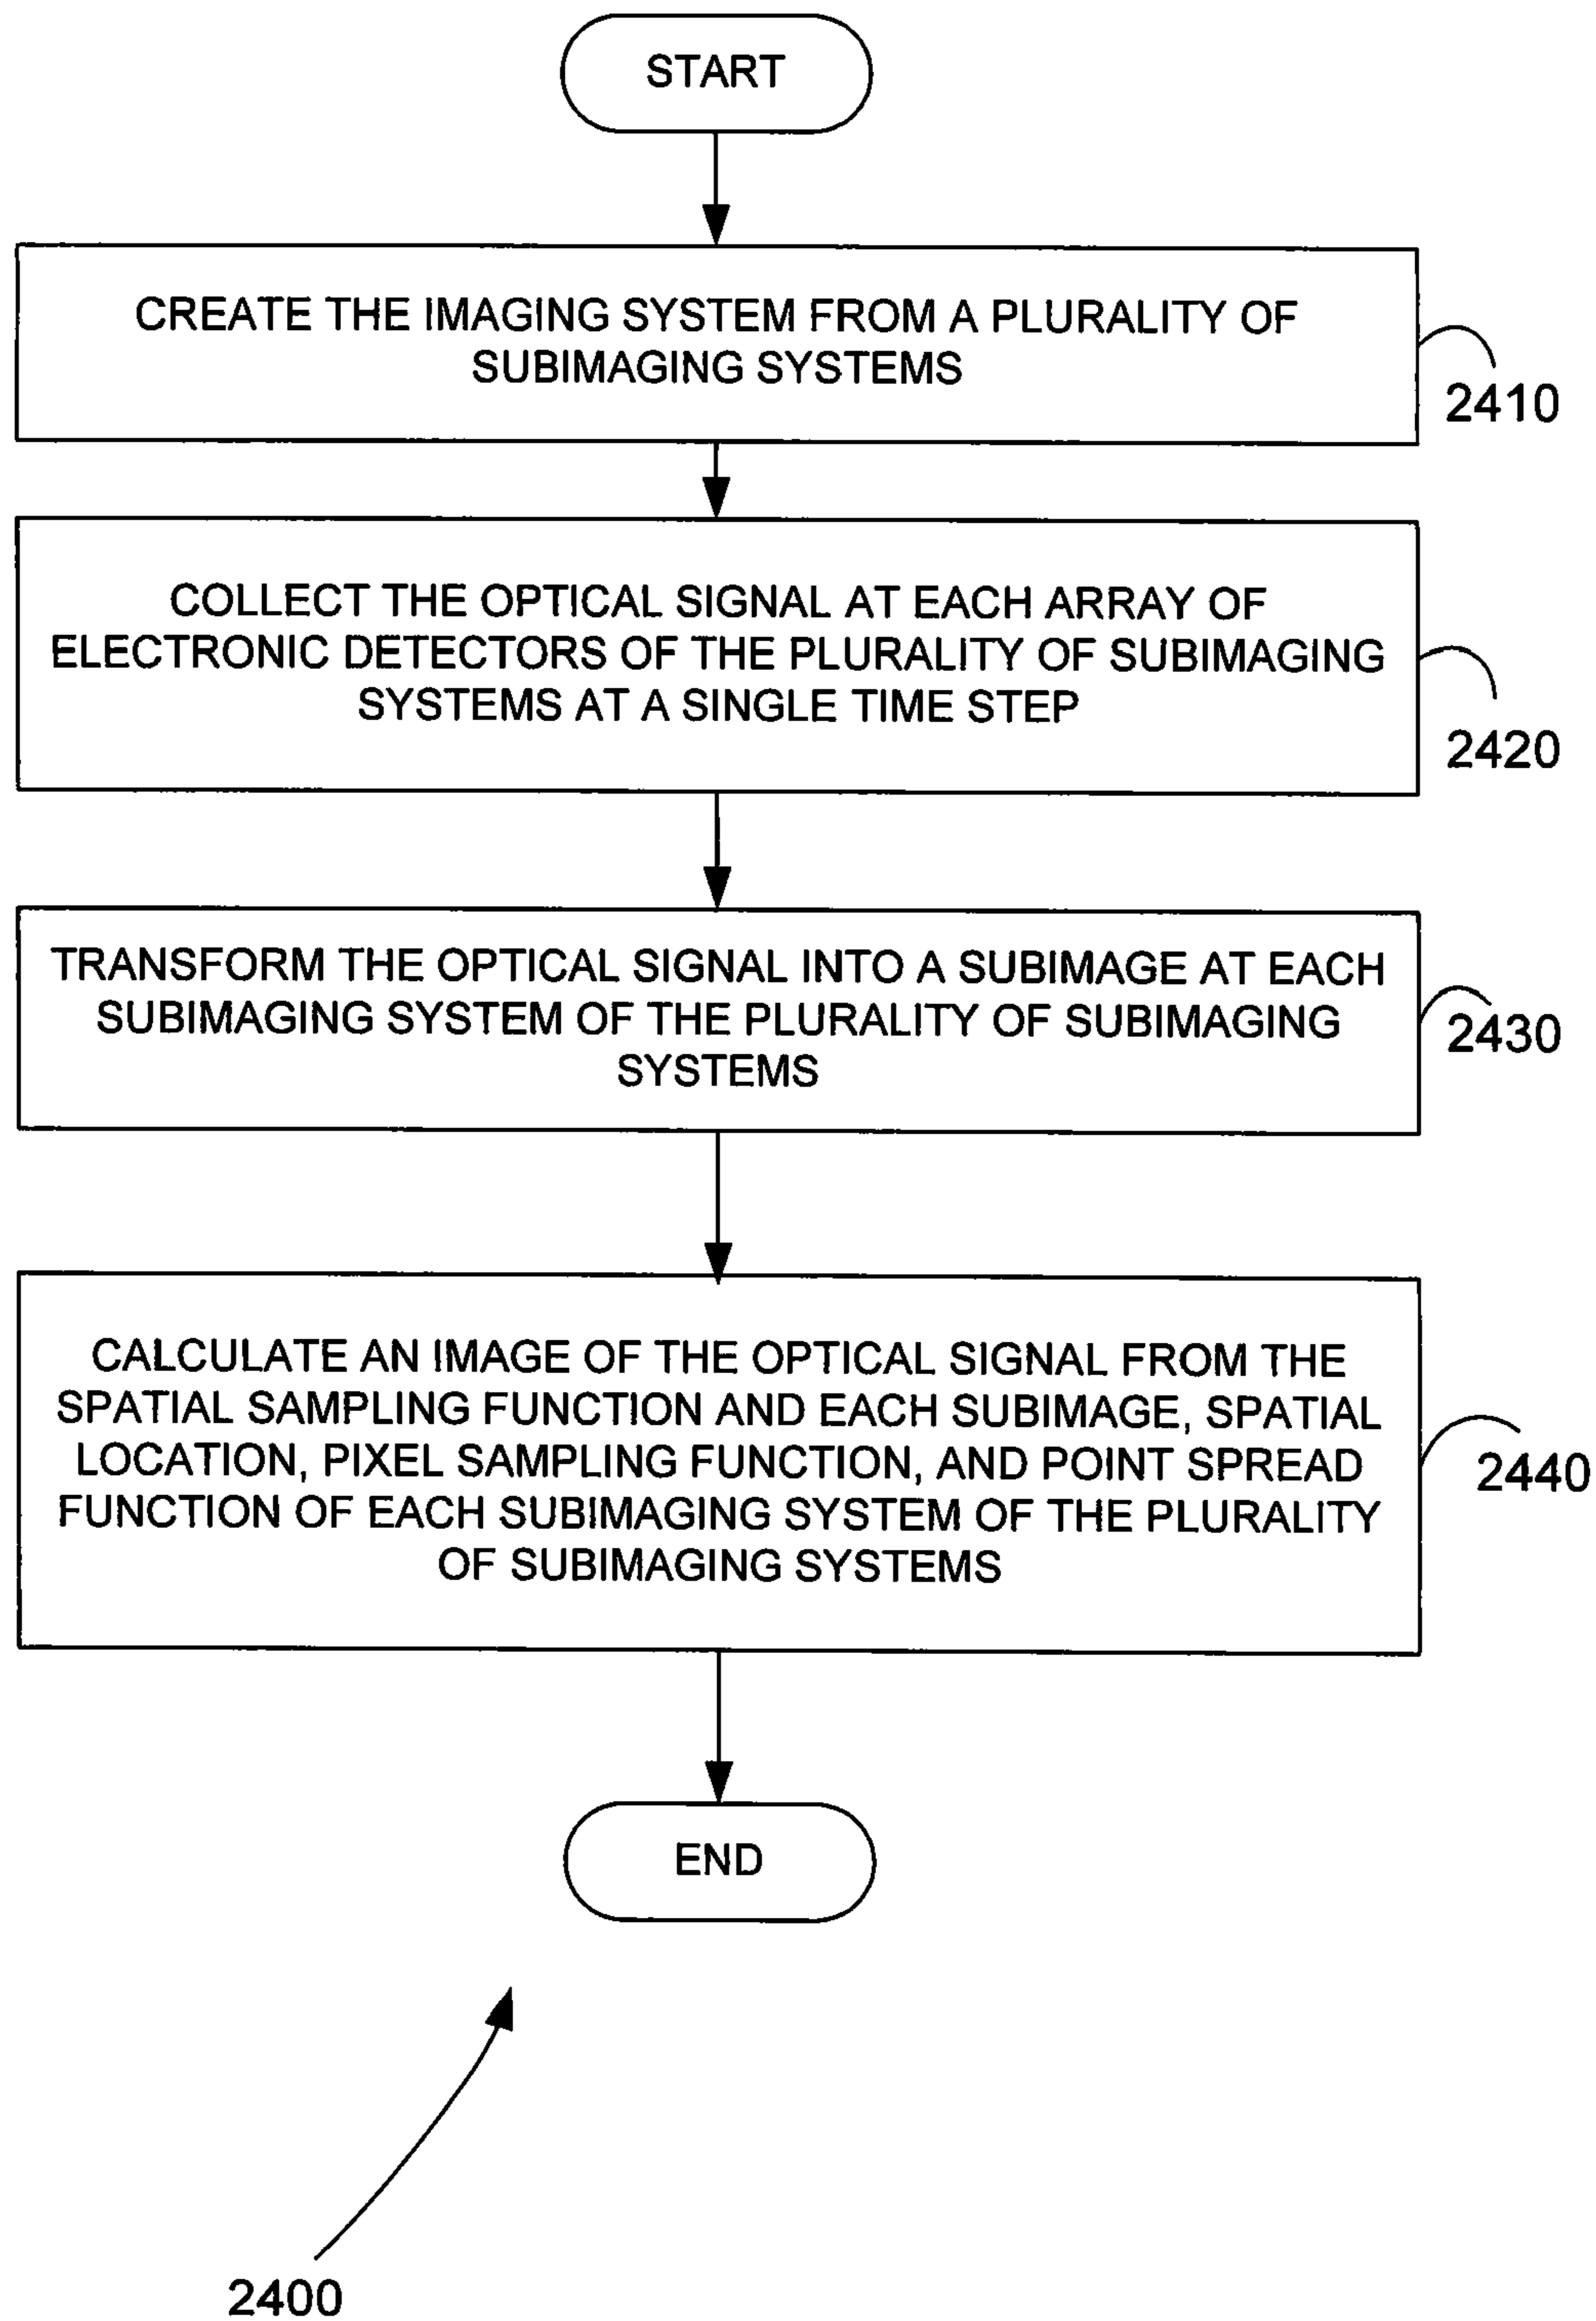 START
CREATE THE IMAGING SYSTEM FROM A PLURALITY OF
SUBIMAGING SYSTEMS
2410
COLLECT THE OPTICAL SIGNAL AT EACH ARRAY OF
ELECTRONIC DETECTORS OF THE PLURALITY OF SUBIMAGING
SYSTEMS AT A SINGLE TIME STEP
2420
TRANSFORM THE OPTICAL SIGNAL INTO A SUBIMAGE AT EACH
SUBIMAGING SYSTEM OF THE PLURALITY OF SUBIMAGING
SYSTEMS
2430
CALCULATE AN IMAGE OF THE OPTICAL SIGNAL FROM THE
SPATIAL SAMPLING FUNCTION AND EACH SUBIMAGE, SPATIAL
LOCATION, PIXEL SAMPLING FUNCTION, AND POINT SPREAD
FUNCTION OF EACH SUBIMAGING SYSTEM OF THE PLURALITY
OF SUBIMAGING SYSTEMS
2440
END
2400